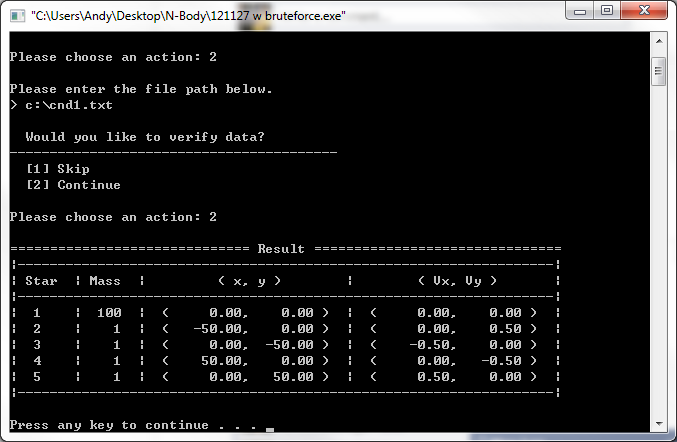 "C:\Users\Andy\Desktop\N-Body\121127 w bruteforce.exe"
Please choose an action: 2
Please enter the file path below.
> c:\cnd1.txt
Would you like to verify data?
-----------------------------------------
[1] Skip
[2] Continue
Please choose an action: 2
============================== Result ===============================
¦-------------------------------------------------------------------¦
¦ Star ¦ Mass ¦ ( x, y ) ¦ ( Vx, Vy ) ¦
¦-------------------------------------------------------------------¦
¦ 1 ¦ 100 ¦ ( 0.00, 0.00 ) ¦ ( 0.00, 0.00 ) ¦
¦ 2 ¦ 1 ¦ ( -50.00, 0.00 ) ¦ ( 0.00, 0.50 ) ¦
¦ 3 ¦ 1 ¦ ( 0.00, -50.00 ) ¦ ( -0.50, 0.00 ) ¦
¦ 4 ¦ 1 ¦ ( 50.00, 0.00 ) ¦ ( 0.00, -0.50 ) ¦
¦ 5 ¦ 1 ¦ ( 0.00, 50.00 ) ¦ ( 0.50, 0.00 ) ¦
¦-------------------------------------------------------------------¦
Press any key to continue . . . _